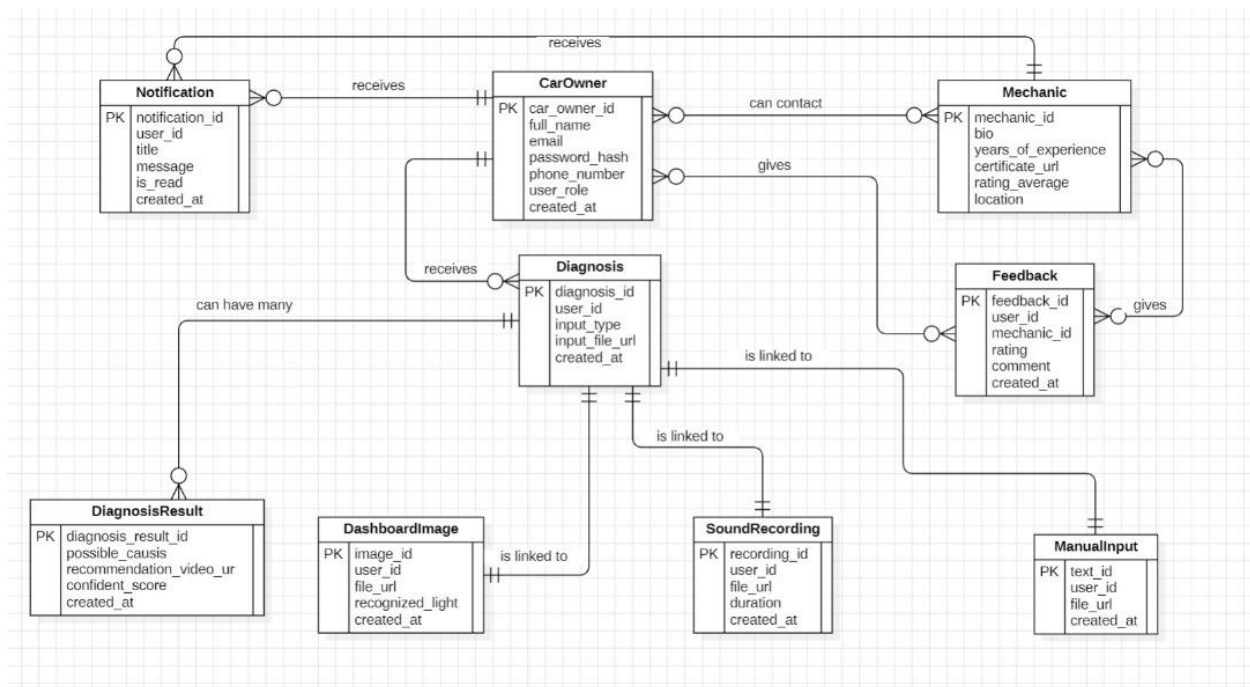 receives
Notification
PK
notification_id
user_id
title
message
is_read
created_at
receives
CarOwner
PK
car_owner_id
full_name
email
password_hash
phone_number
user_role
created_at
can contact
gives
Mechanic
PK
mechanic_id
bio
years_of_experience
certificate_url
rating_average
location
receives
Diagnosis
PK
diagnosis_id
user_id
input_type
input_file_url
created_at
Feedback
PK
feedback_id
user_id
mechanic_id
rating
comment
created_at
gives
can have many
is linked to
is linked to
is linked to
DiagnosisResult
PK
diagnosis_result_id
possible_causis
recommendation_video_ur
confident_score
created_at
DashboardImage
PK
image_id
user_id
file_url
recognized_light
created_at
SoundRecording
PK
recording_id
user_id
file_url
duration
created_at
ManualInput
PK
text_id
user_id
file_url
created_at